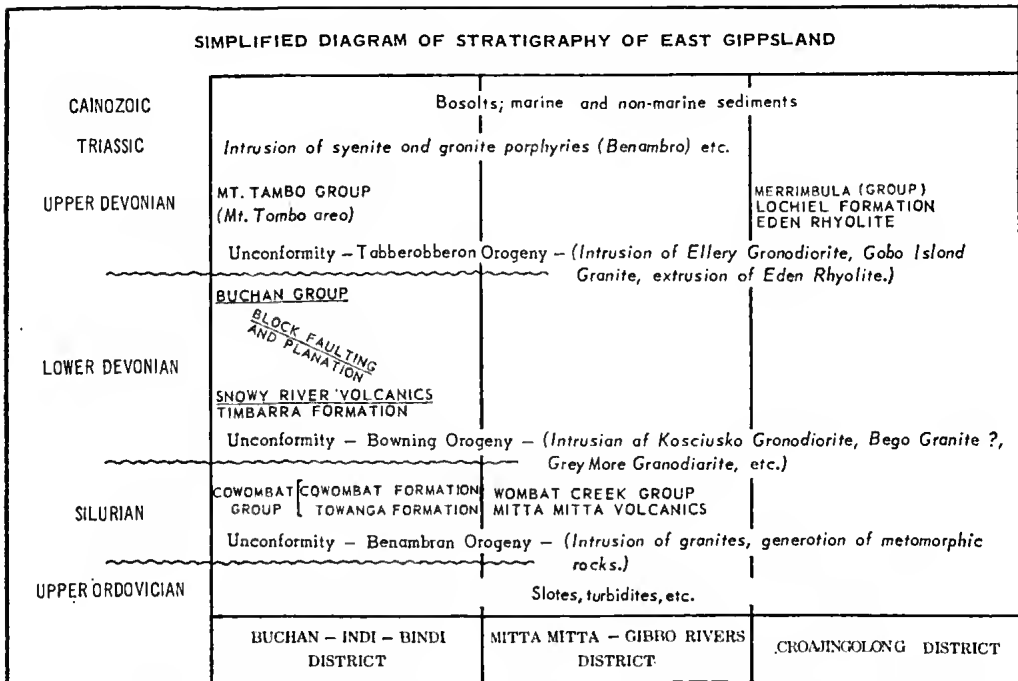 SIMPLIFIED DIAGRAM OF STRATIGRAPHY OF EAST GIPPSLAND
CAINOZOIC
Bosolts; marine and non-marine sediments
TRIASSIC
Intrusion of syenite ond gronite porphyries (Benambro) etc.
UPPER DEVONIAN
MT. TAMBO GROUP
(Mt. Tombo areo)
MERRIMBULA (GROUP)
LOCHIEL FORMATION
EDEN RHYOLITE
Unconformity – Tabberobberon Orogeny – (Intrusion of Ellery Gronodiorite, Gobo Island
Granite, extrusion of Eden Rhyolite.)
LOWER DEVONIAN
BUCHAN GROUP
BLOCK FAULTING
AND PLANATION
SNOWY RIVER VOLCANICS
TIMBARRA FORMATION
Unconformity – Bowning Orogeny – (Intrusian af Kosciusko Gronodiorite, Bego Granite ?,
Grey More Granodiarite, etc.)
SILURIAN
COWOMBAT GROUP
COWOMBAT FORMATION
TOWANGA FORMATION
WOMBAT CREEK GROUP
MITTA MITTA VOLCANICS
Unconformity – Benambran Orogeny – (Intrusion of granites, generotion of metomorphic
rocks.)
UPPER ORDOVICIAN
Slotes, turbidites, etc.
BUCHAN – INDI – BINDI
DISTRICT
MITTA MITTA – GIBBO RIVERS
DISTRICT
CROAJINGOLONG DISTRICT